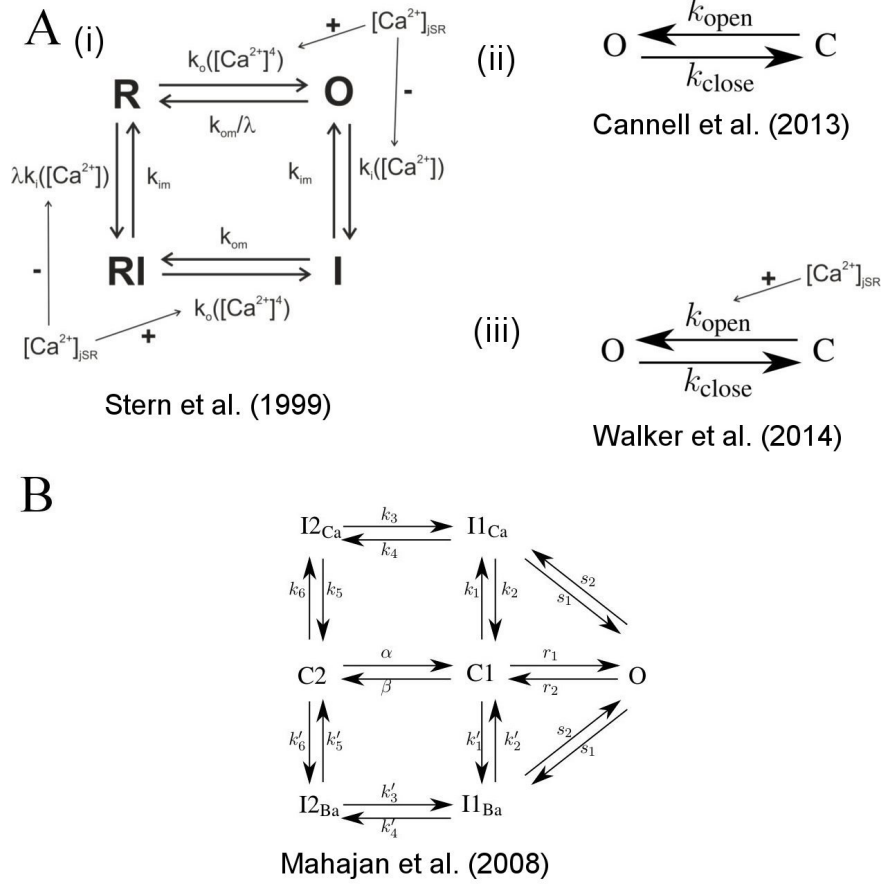 A (i)
+ [Ca²⁺]jSR
kₒ([Ca²⁺]⁴)
R O
-
kom/λ
λkᵢ([Ca²⁺]) kim kim kᵢ([Ca²⁺])
kom
- RI I
kₒ([Ca²⁺]⁴)
[Ca²⁺]jSR +
Stern et al. (1999)
(ii)
kopen
O C
kclose
Cannell et al. (2013)
+ [Ca²⁺]jSR
(iii)
kopen
O C
kclose
Walker et al. (2014)
B
k₃
I2Ca I1Ca
k₄
k₆ k₅ k₁ k₂ s₂
s₁
α r₁
C2 C1 O
β r₂
k′₆ k′₅ k′₁ k′₂ s₂
s₁
k′₃
I2Ba I1Ba
k′₄
Mahajan et al. (2008)